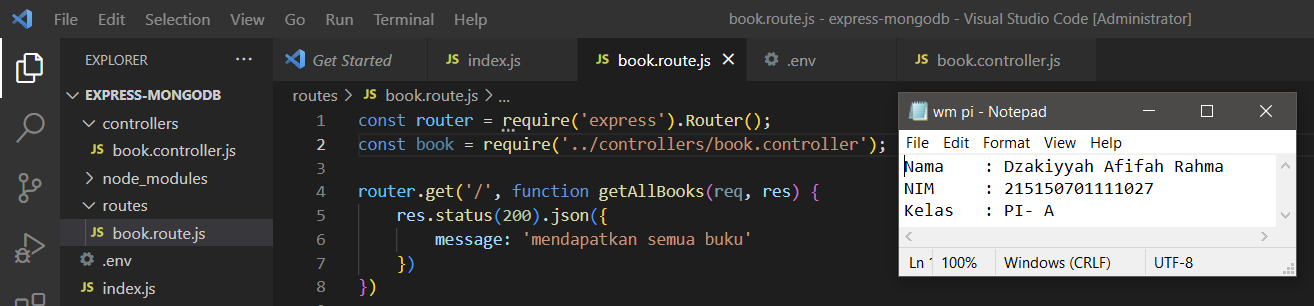 File Edit Selection View Go Run Terminal Help book.route.js - express-mongodb - Visual Studio Code [Administrator]
EXPLORER ...
EXPRESS-MONGODB
controllers
JS book.controller.js
node_modules
routes
JS book.route.js
.env
JS index.js
Get Started JS index.js JS book.route.js .env JS book.controller.js
routes > JS book.route.js > ...
1 const router = require('express').Router();
2 const book = require('../controllers/book.controller');
3
4 router.get('/', function getAllBooks(req, res) {
5 res.status(200).json({
6 message: 'mendapatkan semua buku'
7 })
8 })
wm pi - Notepad
File Edit Format View Help
Nama : Dzakiyyah Afifah Rahma
NIM : 215150701111027
Kelas : PI- A
Ln 100% Windows (CRLF) UTF-8